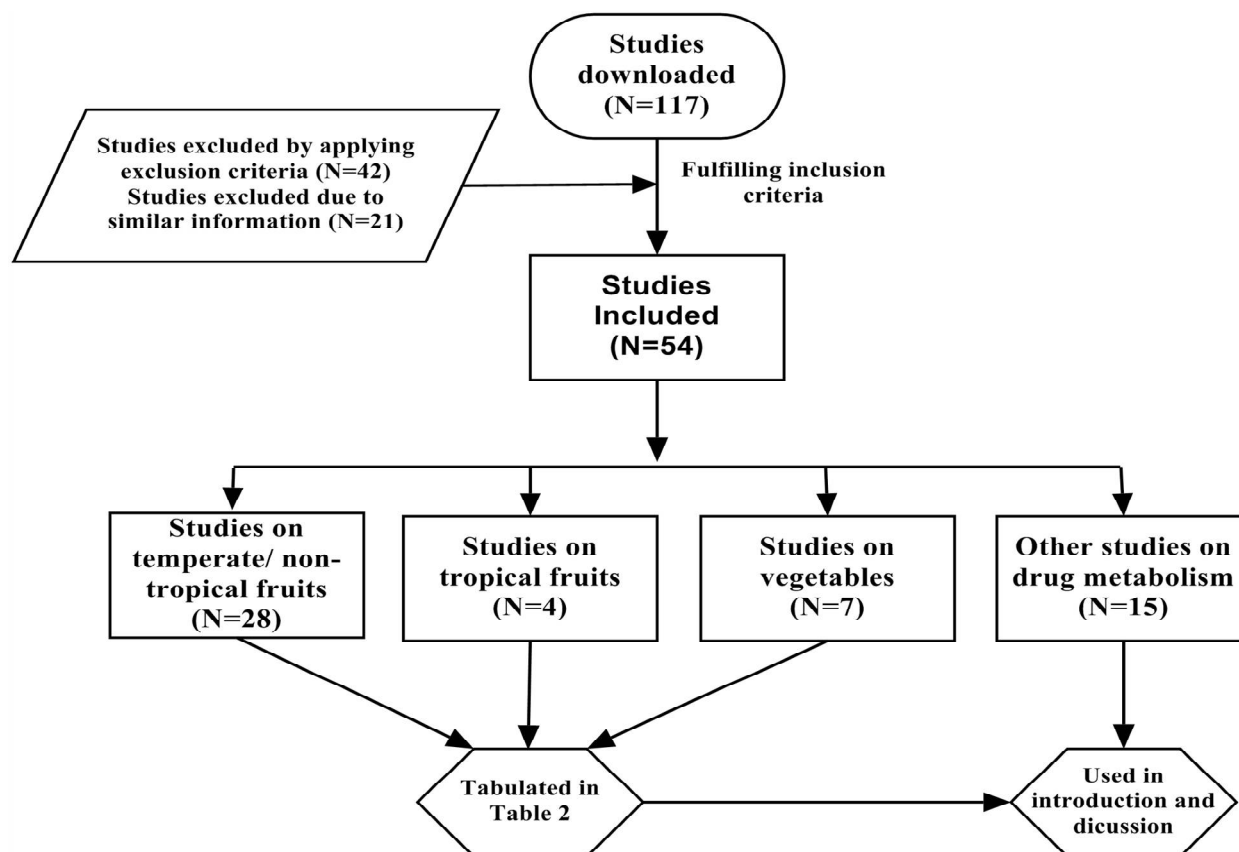 Studies
downloaded
(N=117)
Studies excluded by applying
exclusion criteria (N=42)
Studies excluded due to
similar information (N=21)
Fulfilling inclusion
criteria
Studies
Included
(N=54)
Studies on
temperate/ non-
tropical fruits
(N=28)
Studies on
tropical fruits
(N=4)
Studies on
vegetables
(N=7)
Other studies on
drug metabolism
(N=15)
Tabulated in
Table 2
Used in
introduction and
dicussion